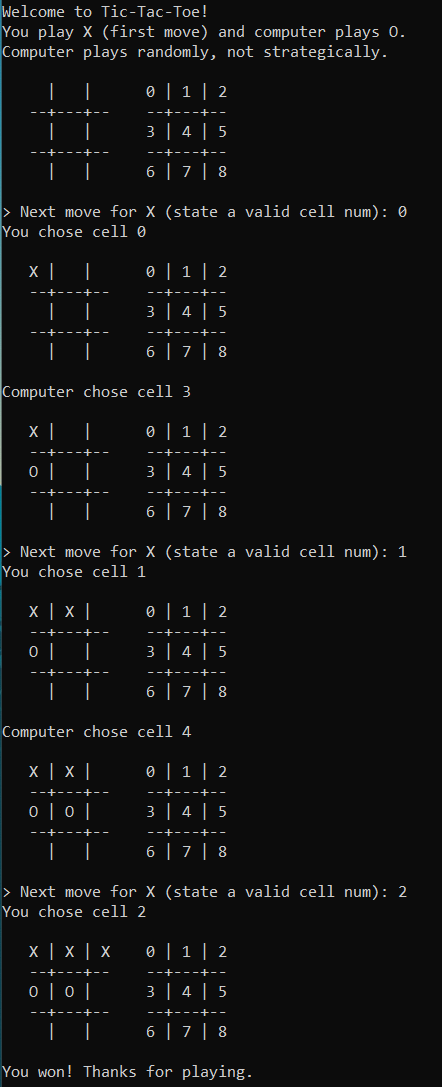 Welcome to Tic-Tac-Toe!
You play X (first move) and computer plays O.
Computer plays randomly, not strategically.

     |   |      0 | 1 | 2
   --+---+--    --+---+--
     |   |      3 | 4 | 5
   --+---+--    --+---+--
     |   |      6 | 7 | 8

> Next move for X (state a valid cell num): 0
You chose cell 0

   X |   |      0 | 1 | 2
   --+---+--    --+---+--
     |   |      3 | 4 | 5
   --+---+--    --+---+--
     |   |      6 | 7 | 8

Computer chose cell 3

   X |   |      0 | 1 | 2
   --+---+--    --+---+--
   O |   |      3 | 4 | 5
   --+---+--    --+---+--
     |   |      6 | 7 | 8

> Next move for X (state a valid cell num): 1
You chose cell 1

   X | X |      0 | 1 | 2
   --+---+--    --+---+--
   O |   |      3 | 4 | 5
   --+---+--    --+---+--
     |   |      6 | 7 | 8

Computer chose cell 4

   X | X |      0 | 1 | 2
   --+---+--    --+---+--
   O | O |      3 | 4 | 5
   --+---+--    --+---+--
     |   |      6 | 7 | 8

> Next move for X (state a valid cell num): 2
You chose cell 2

   X | X | X    0 | 1 | 2
   --+---+--    --+---+--
   O | O |      3 | 4 | 5
   --+---+--    --+---+--
     |   |      6 | 7 | 8

You won! Thanks for playing.